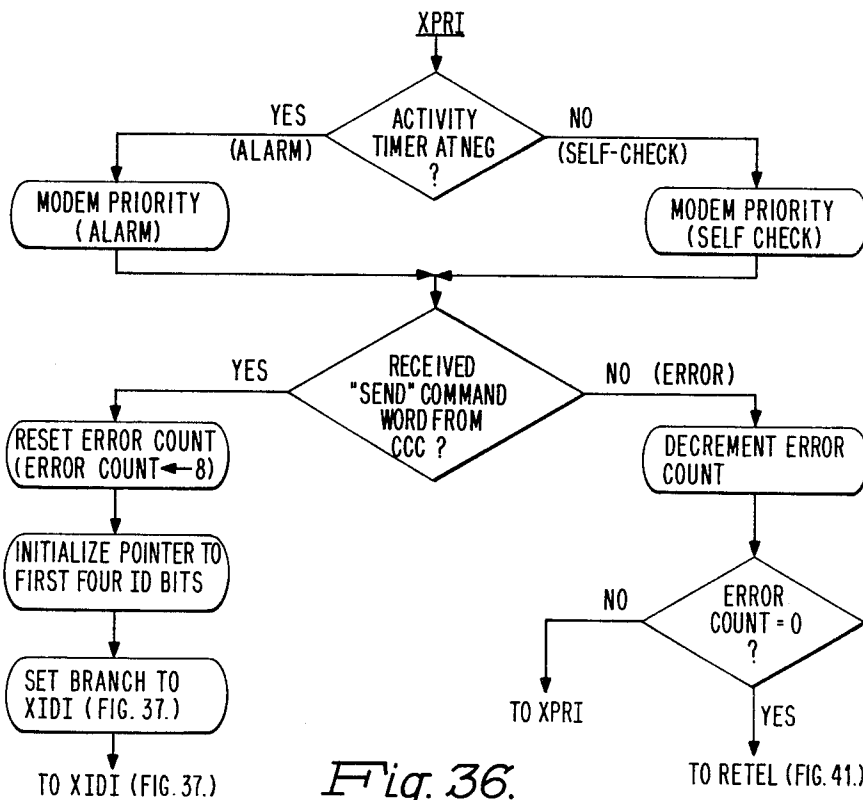 XPRI
YES
(ALARM)
ACTIVITY
TIMER AT NEG
?
NO
(SELF-CHECK)
MODEM PRIORITY
(ALARM)
MODEM PRIORITY
(SELF CHECK)
YES
RECEIVED
"SEND" COMMAND
WORD FROM
CCC ?
NO (ERROR)
RESET ERROR COUNT
(ERROR COUNT←8)
DECREMENT ERROR
COUNT
INITIALIZE POINTER TO
FIRST FOUR ID BITS
NO
ERROR
COUNT = 0
?
SET BRANCH TO
XIDI (FIG. 37.)
TO XPRI
YES
TO XIDI (FIG. 37.)
Fig. 36.
TO RETEL (FIG. 41.)